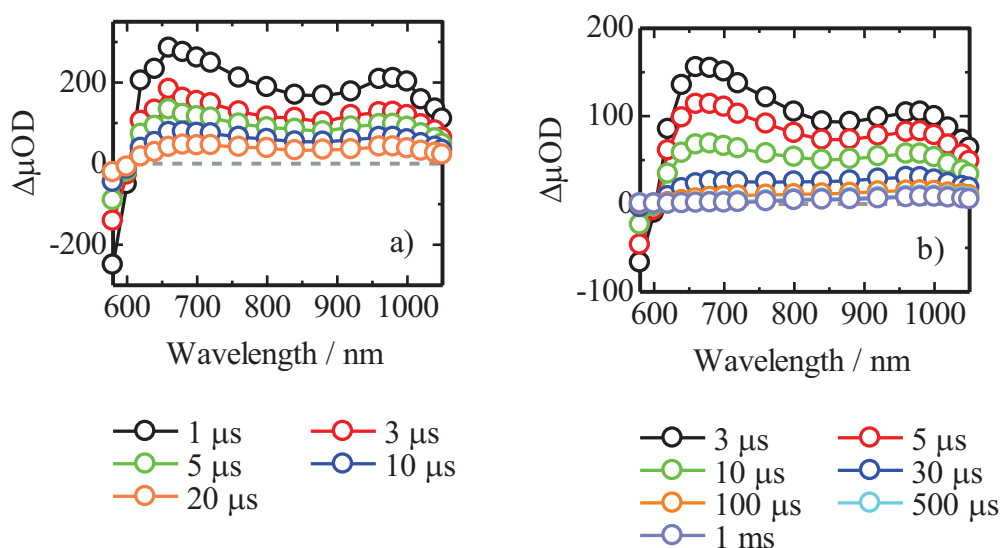 200
0
-200
ΔμOD
a)
600 700 800 900 1000
Wavelength / nm
1 μs 3 μs
5 μs 10 μs
20 μs
200
100
0
-100
ΔμOD
b)
600 700 800 900 1000
Wavelength / nm
3 μs 5 μs
10 μs 30 μs
100 μs 500 μs
1 ms